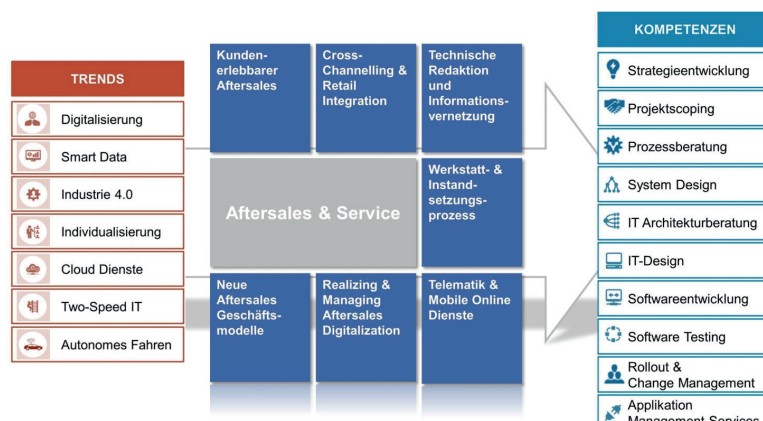 TRENDS
Digitalisierung
Smart Data
Industrie 4.0
Individualisierung
Cloud Dienste
Two-Speed IT
Autonomes Fahren
Kunden-
erlebbarer
Aftersales
Cross-
Channelling &
Retail
Integration
Technische
Redaktion
und
Informations-
vernetzung
Aftersales & Service
Werkstatt- &
Instand-
setzungs-
prozess
Neue
Aftersales
Geschäfts-
modelle
Realizing &
Managing
Aftersales
Digitalization
Telematik &
Mobile Online
Dienste
KOMPETENZEN
Strategieentwicklung
Projektscoping
Prozessberatung
System Design
IT Architekturberatung
IT-Design
Softwareentwicklung
Software Testing
Rollout &
Change Management
Applikation
Management Services